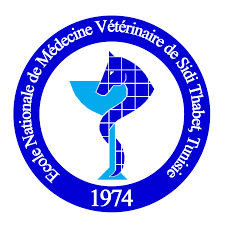 Ecole Nationale de Médecine Vétérinaire de Sidi Thabet, Tunisie
1974